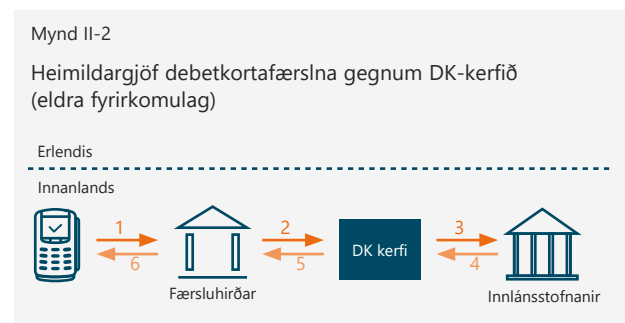 Mynd II-2
Heimildargjöf debetkortafærslna gegnum DK-kerfið
(eldra fyrirkomulag)
Erlendis
Innanlands
1
2
3
6
5
4
DK kerfi
Færsluhirðar
Innlánsstofnanir